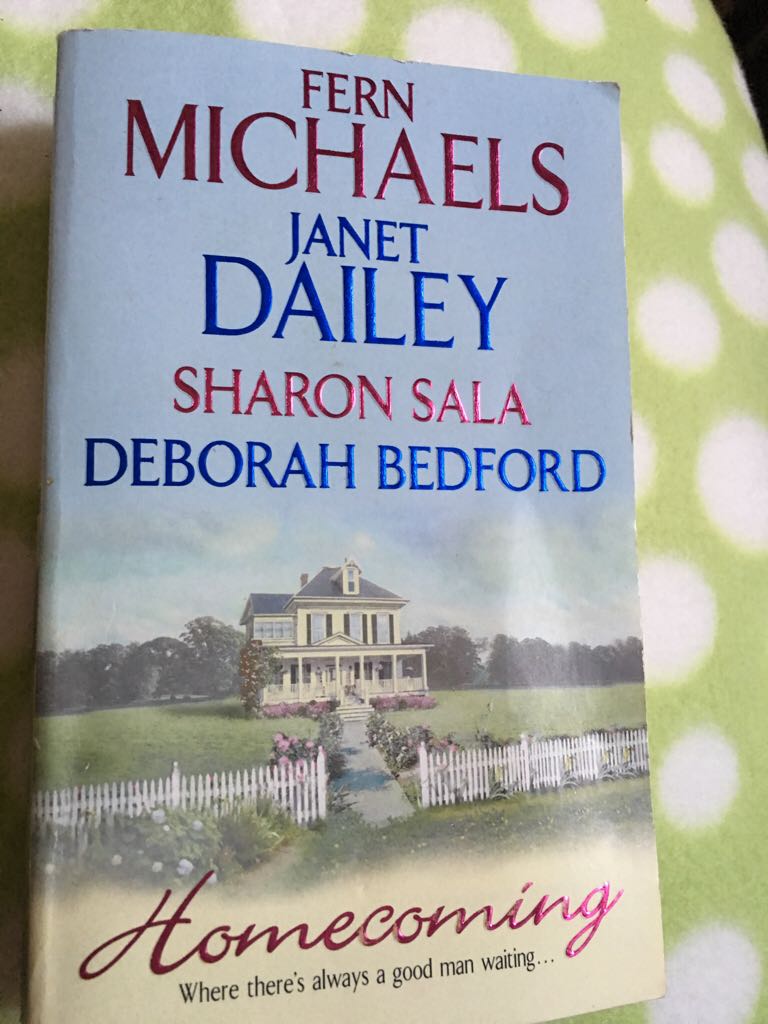 FERN
MICHAELS
JANET
DAILEY
SHARON SALA
DEBORAH BEDFORD
Homecoming
Where there's always a good man waiting...